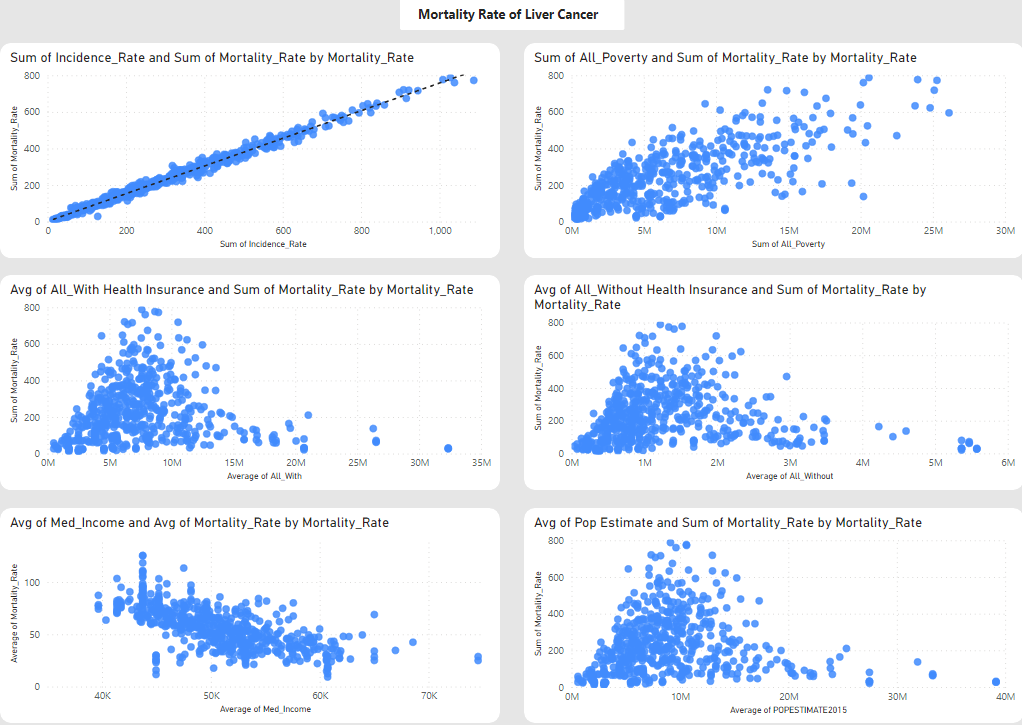 Mortality Rate of Liver Cancer
Sum of Incidence_Rate and Sum of Mortality_Rate by Mortality_Rate
Sum of Mortality_Rate
800
600
400
200
0
0 200 400 600 800 1,000
Sum of Incidence_Rate
Sum of All_Poverty and Sum of Mortality_Rate by Mortality_Rate
Sum of Mortality_Rate
800
600
400
200
0
0M 5M 10M 15M 20M 25M 30M
Sum of All_Poverty
Avg of All_With Health Insurance and Sum of Mortality_Rate by Mortality_Rate
Sum of Mortality_Rate
800
600
400
200
0
0M 5M 10M 15M 20M 25M 30M 35M
Average of All_With
Avg of All_Without Health Insurance and Sum of Mortality_Rate by
Mortality_Rate
Sum of Mortality_Rate
800
600
400
200
0
0M 1M 2M 3M 4M 5M 6M
Average of All_Without
Avg of Med_Income and Avg of Mortality_Rate by Mortality_Rate
Average of Mortality_Rate
100
50
0
40K 50K 60K 70K
Average of Med_Income
Avg of Pop Estimate and Sum of Mortality_Rate by Mortality_Rate
Sum of Mortality_Rate
800
600
400
200
0
0M 10M 20M 30M 40M
Average of POPESTIMATE2015